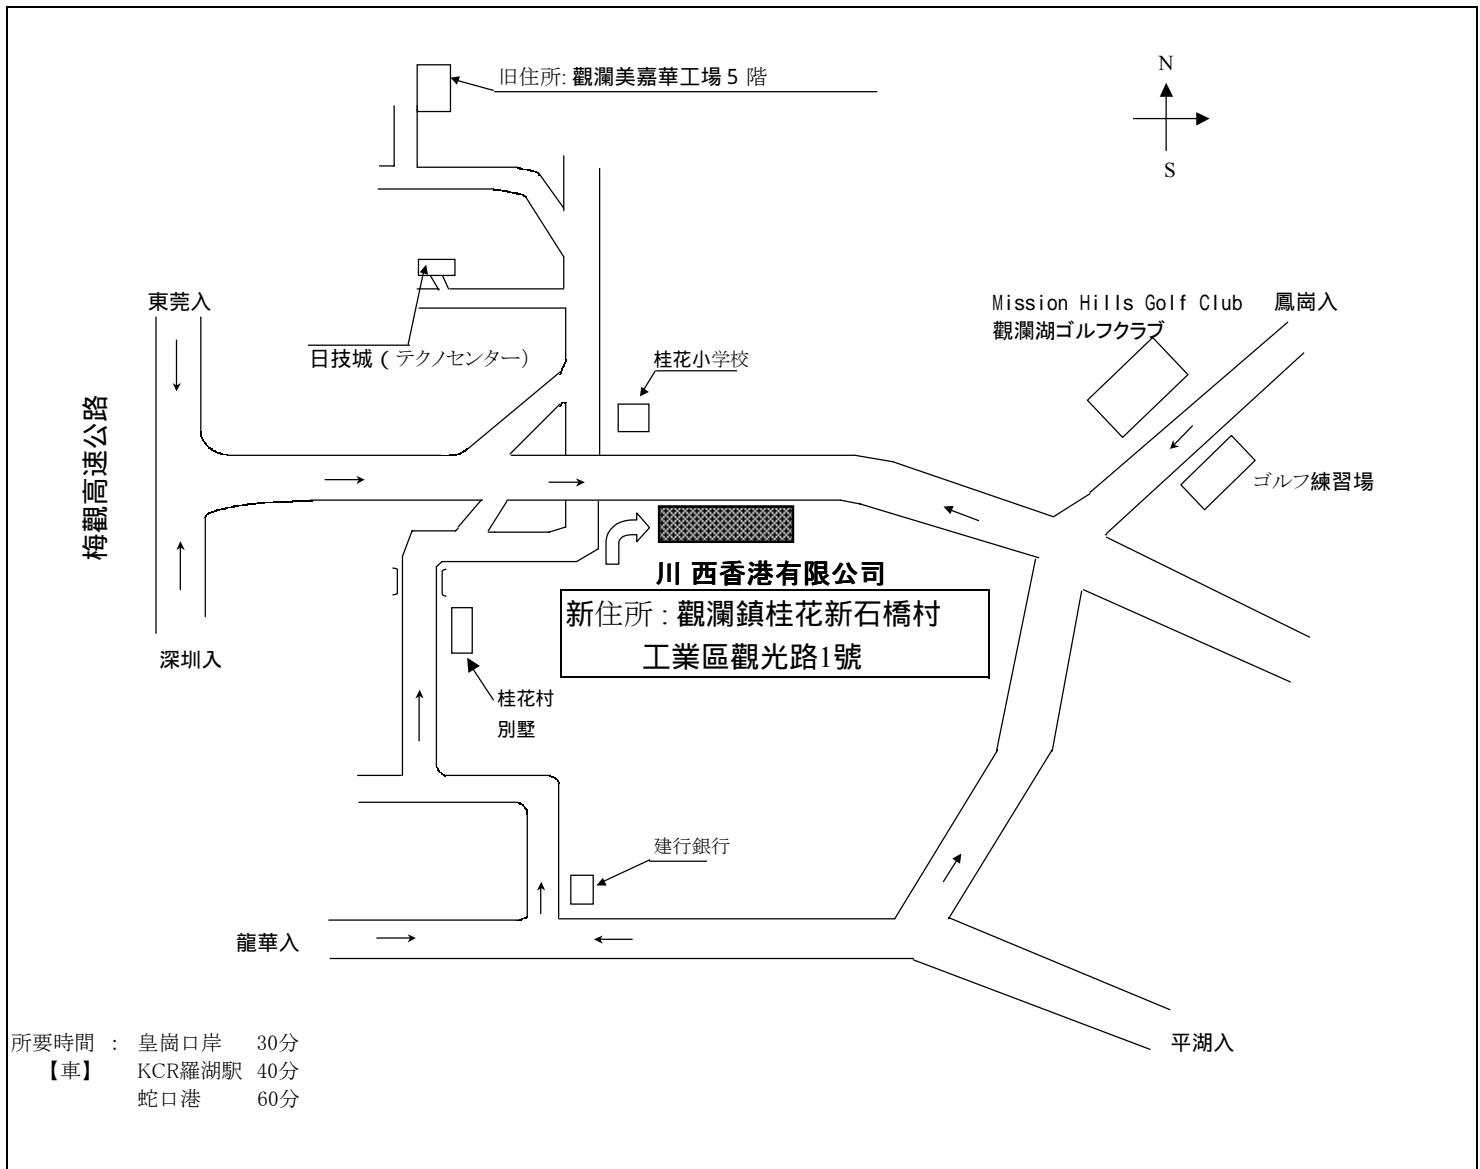 旧住所: 觀瀾美嘉華工場 5 階
N
S
東莞入
Mission Hills Golf Club
觀瀾湖ゴルフクラブ
鳳崗入
日技城 ( テクノセンター)
桂花小学校
梅觀高速公路
ゴルフ練習場
川 西香港有限公司
新住所 : 觀瀾鎮桂花新石橋村
工業區觀光路1號
深圳入
桂花村
別墅
建行銀行
龍華入
平湖入
所要時間 : 皇崗口岸 30分
【車】 KCR羅湖駅 40分
蛇口港 60分